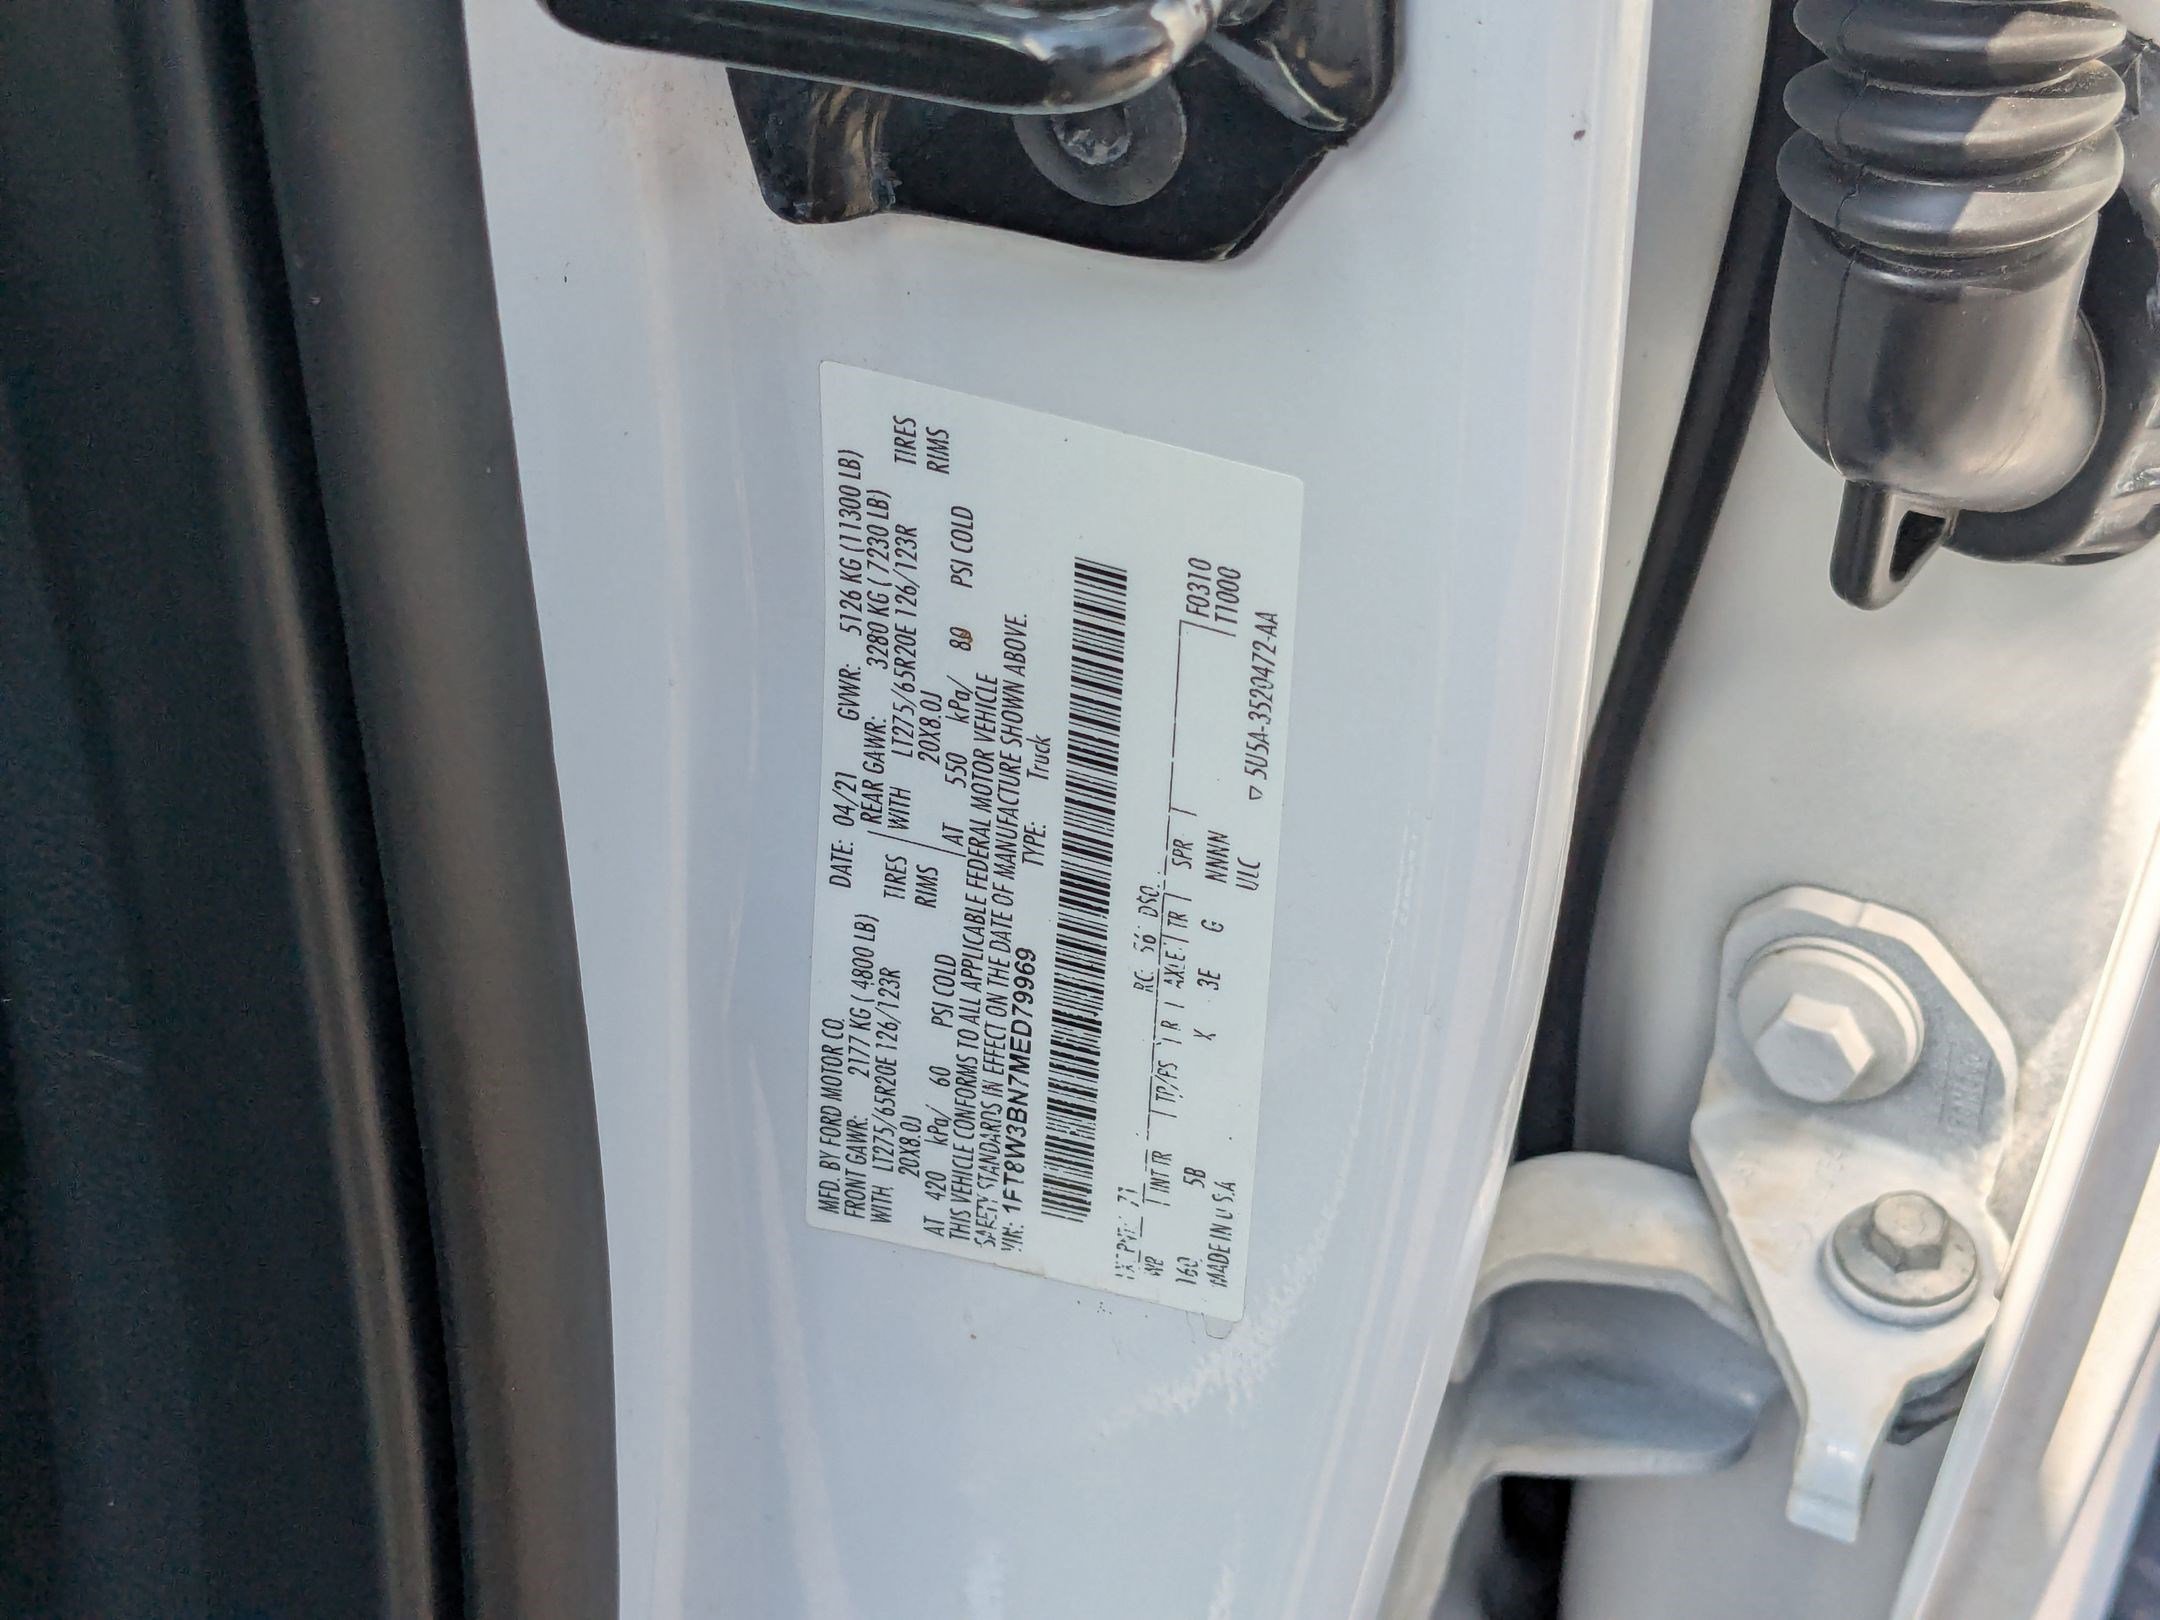 MFD. BY FORD MOTOR CO. DATE: 04/21 GVWR: 5126 KG (11300 LB)
FRONT GAWR: 2177 KG ( 4800 LB) REAR GAWR: 3280 KG ( 7230 LB)
WITH LT275/65R20E 126/123R TIRES WITH LT275/65R20E 126/123R TIRES
20X8.0J RIMS 20X8.0J RIMS
AT 420 kPa/ 60 PSI COLD AT 550 kPa/ 80 PSI COLD
THIS VEHICLE CONFORMS TO ALL APPLICABLE FEDERAL MOTOR VEHICLE
SAFETY STANDARDS IN EFFECT ON THE DATE OF MANUFACTURE SHOWN ABOVE.
VIN: 1FT8W3BN7MED79969 TYPE: Truck
RC: 56 DSO:
WB INT TR TP/PS R AXLE TR SPR F0310
160 5B X 3E G NNNN T1000
MADE IN U.S.A. ULC ▽ 5U5A-3520472-AA